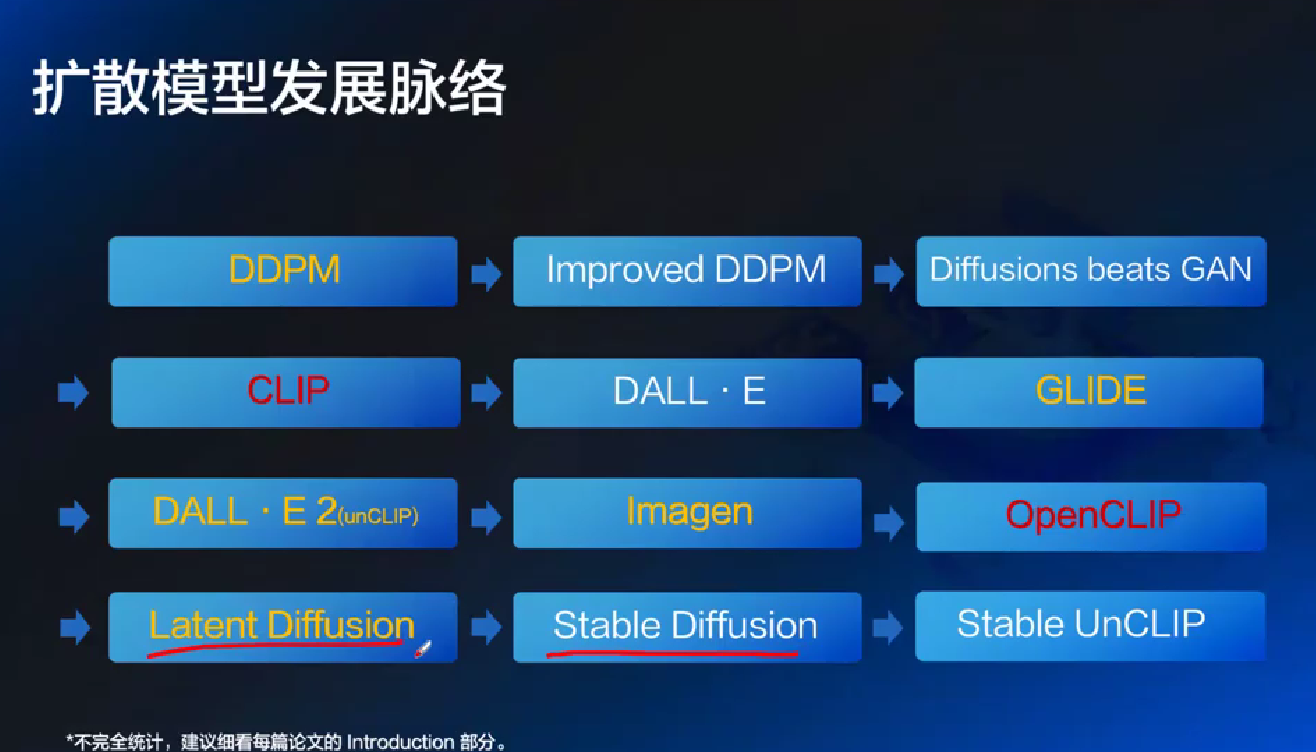 扩散模型发展脉络
DDPM
Improved DDPM
Diffusions beats GAN
CLIP
DALL · E
GLIDE
DALL · E 2(unCLIP)
Imagen
OpenCLIP
Latent Diffusion
Stable Diffusion
Stable UnCLIP
*不完全统计，建议细看每篇论文的 Introduction 部分。